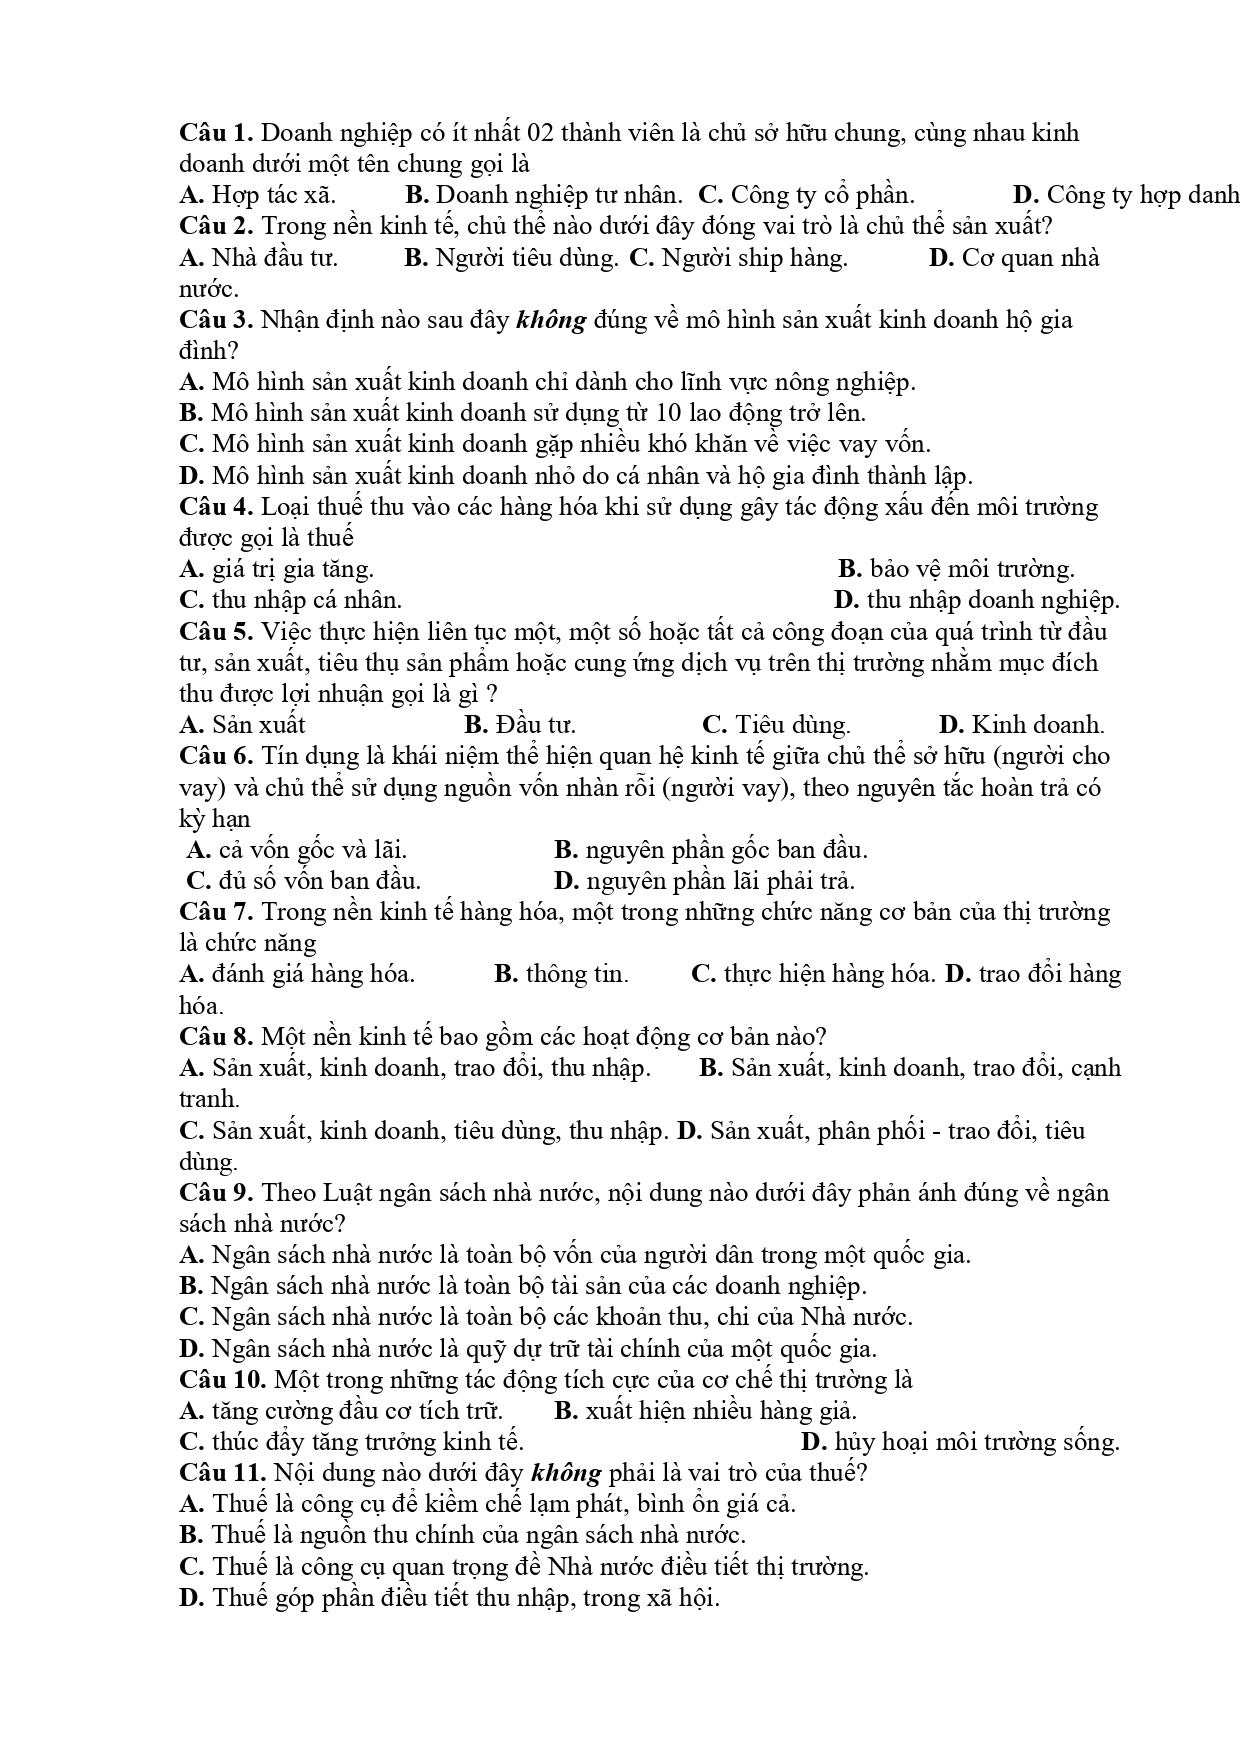 Câu 1. Doanh nghiệp có ít nhất 02 thành viên là chủ sở hữu chung, cùng nhau kinh
doanh dưới một tên chung gọi là
A. Hợp tác xã. B. Doanh nghiệp tư nhân. C. Công ty cổ phần. D. Công ty hợp danh
Câu 2. Trong nền kinh tế, chủ thể nào dưới đây đóng vai trò là chủ thể sản xuất?
A. Nhà đầu tư. B. Người tiêu dùng. C. Người ship hàng. D. Cơ quan nhà
nước.
Câu 3. Nhận định nào sau đây không đúng về mô hình sản xuất kinh doanh hộ gia
đình?
A. Mô hình sản xuất kinh doanh chỉ dành cho lĩnh vực nông nghiệp.
B. Mô hình sản xuất kinh doanh sử dụng từ 10 lao động trở lên.
C. Mô hình sản xuất kinh doanh gặp nhiều khó khăn về việc vay vốn.
D. Mô hình sản xuất kinh doanh nhỏ do cá nhân và hộ gia đình thành lập.
Câu 4. Loại thuế thu vào các hàng hóa khi sử dụng gây tác động xấu đến môi trường
được gọi là thuế
A. giá trị gia tăng. B. bảo vệ môi trường.
C. thu nhập cá nhân. D. thu nhập doanh nghiệp.
Câu 5. Việc thực hiện liên tục một, một số hoặc tất cả công đoạn của quá trình từ đầu
tư, sản xuất, tiêu thụ sản phẩm hoặc cung ứng dịch vụ trên thị trường nhằm mục đích
thu được lợi nhuận gọi là gì ?
A. Sản xuất B. Đầu tư. C. Tiêu dùng. D. Kinh doanh.
Câu 6. Tín dụng là khái niệm thể hiện quan hệ kinh tế giữa chủ thể sở hữu (người cho
vay) và chủ thể sử dụng nguồn vốn nhàn rỗi (người vay), theo nguyên tắc hoàn trả có
kỳ hạn
A. cả vốn gốc và lãi. B. nguyên phần gốc ban đầu.
C. đủ số vốn ban đầu. D. nguyên phần lãi phải trả.
Câu 7. Trong nền kinh tế hàng hóa, một trong những chức năng cơ bản của thị trường
là chức năng
A. đánh giá hàng hóa. B. thông tin. C. thực hiện hàng hóa. D. trao đổi hàng
hóa.
Câu 8. Một nền kinh tế bao gồm các hoạt động cơ bản nào?
A. Sản xuất, kinh doanh, trao đổi, thu nhập. B. Sản xuất, kinh doanh, trao đổi, cạnh
tranh.
C. Sản xuất, kinh doanh, tiêu dùng, thu nhập. D. Sản xuất, phân phối - trao đổi, tiêu
dùng.
Câu 9. Theo Luật ngân sách nhà nước, nội dung nào dưới đây phản ánh đúng về ngân
sách nhà nước?
A. Ngân sách nhà nước là toàn bộ vốn của người dân trong một quốc gia.
B. Ngân sách nhà nước là toàn bộ tài sản của các doanh nghiệp.
C. Ngân sách nhà nước là toàn bộ các khoản thu, chi của Nhà nước.
D. Ngân sách nhà nước là quỹ dự trữ tài chính của một quốc gia.
Câu 10. Một trong những tác động tích cực của cơ chế thị trường là
A. tăng cường đầu cơ tích trữ. B. xuất hiện nhiều hàng giả.
C. thúc đẩy tăng trưởng kinh tế. D. hủy hoại môi trường sống.
Câu 11. Nội dung nào dưới đây không phải là vai trò của thuế?
A. Thuế là công cụ để kiềm chế lạm phát, bình ổn giá cả.
B. Thuế là nguồn thu chính của ngân sách nhà nước.
C. Thuế là công cụ quan trọng đề Nhà nước điều tiết thị trường.
D. Thuế góp phần điều tiết thu nhập, trong xã hội.